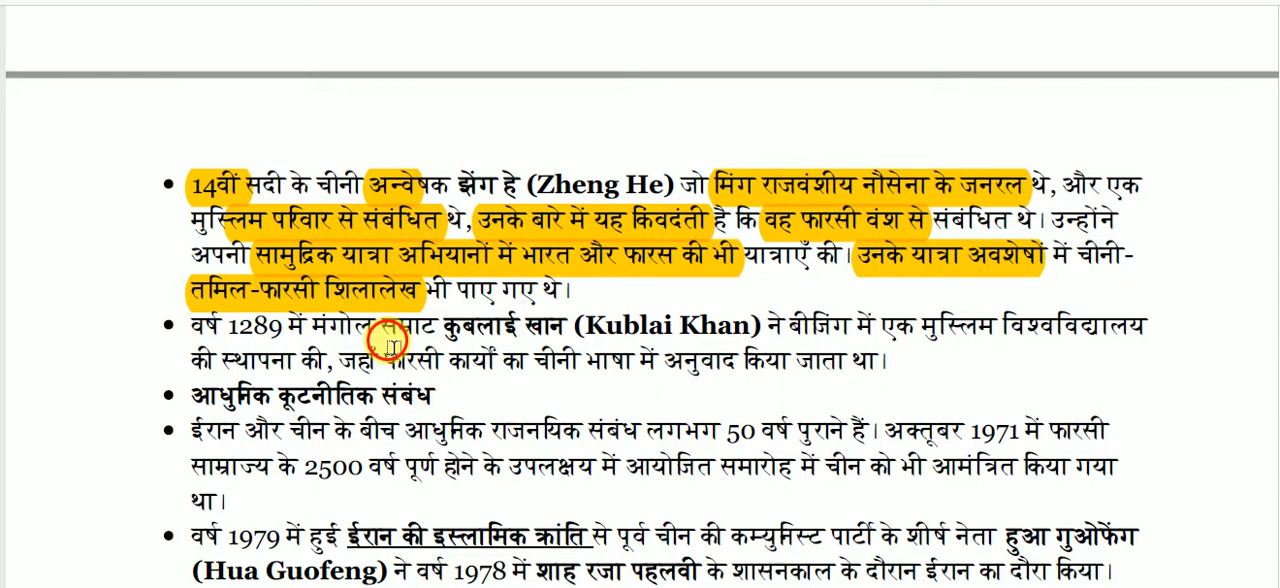 • 14वीं सदी के चीनी अन्वेषक झेंग हे (Zheng He) जो मिंग राजवंशीय नौसेना के जनरल थे, और एक
मुस्लिम परिवार से संबंधित थे, उनके बारे में यह किंवदंती है कि वह फारसी वंश से संबंधित थे। उन्होंने
अपनी सामुद्रिक यात्रा अभियानों में भारत और फारस की भी यात्राएँ की। उनके यात्रा अवशेषों में चीनी-
तमिल-फारसी शिलालेख भी पाए गए थे।
• वर्ष 1289 में मंगोल सम्राट कुबलाई खान (Kublai Khan) ने बीजिंग में एक मुस्लिम विश्वविद्यालय
की स्थापना की, जहाँ फारसी कार्यों का चीनी भाषा में अनुवाद किया जाता था।
• आधुनिक कूटनीतिक संबंध
• ईरान और चीन के बीच आधुनिक राजनयिक संबंध लगभग 50 वर्ष पुराने हैं। अक्तूबर 1971 में फारसी
साम्राज्य के 2500 वर्ष पूर्ण होने के उपलक्ष्य में आयोजित समारोह में चीन को भी आमंत्रित किया गया
था।
• वर्ष 1979 में हुई ईरान की इस्लामिक क्रांति से पूर्व चीन की कम्युनिस्ट पार्टी के शीर्ष नेता हुआ गुओफेंग
(Hua Guofeng) ने वर्ष 1978 में शाह रजा पहलवी के शासनकाल के दौरान ईरान का दौरा किया।